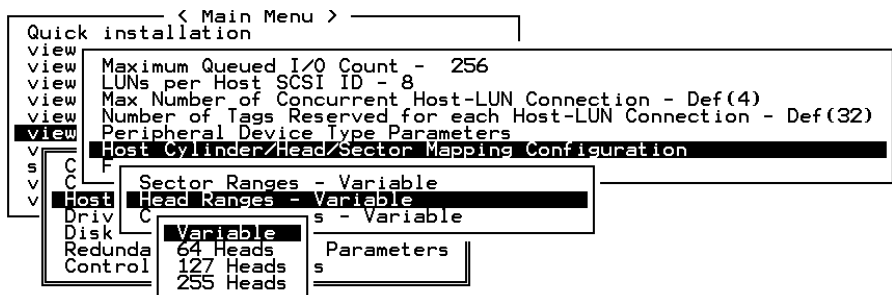 < Main Menu >
Quick installation
view
view Maximum Queued I/O Count - 256
view LUNs per Host SCSI ID - 8
view Max Number of Concurrent Host-LUN Connection - Def(4)
view Number of Tags Reserved for each Host-LUN Connection - Def(32)
view Peripheral Device Type Parameters
v Host Cylinder/Head/Sector Mapping Configuration
s C F
v C Sector Ranges - Variable
v Host Head Ranges - Variable
Driv C s - Variable
Disk Variable
Redunda 64 Heads Parameters
Control 127 Heads s
255 Heads